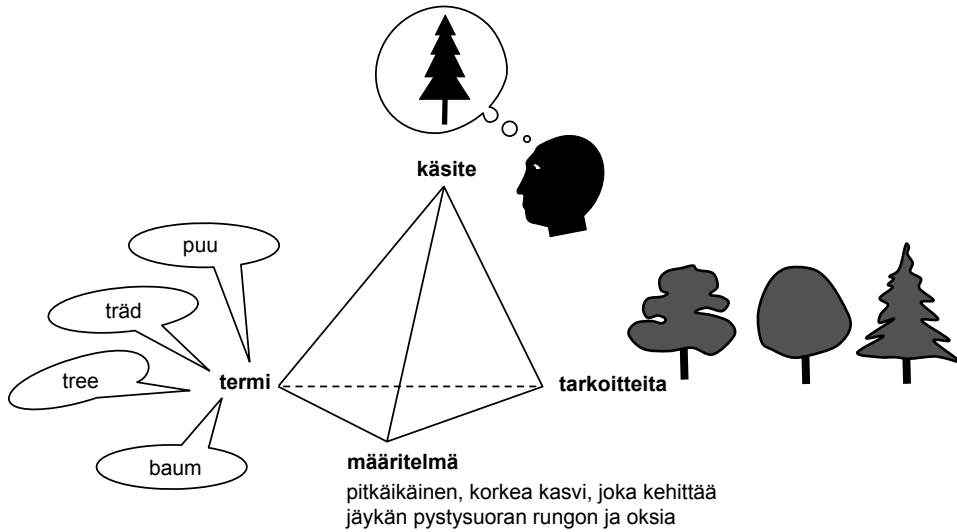 käsite
puu
träd
tree
termi
tarkoitteita
baum
määritelmä
pitkäikäinen, korkea kasvi, joka kehittää
jäykän pystysuoran rungon ja oksia